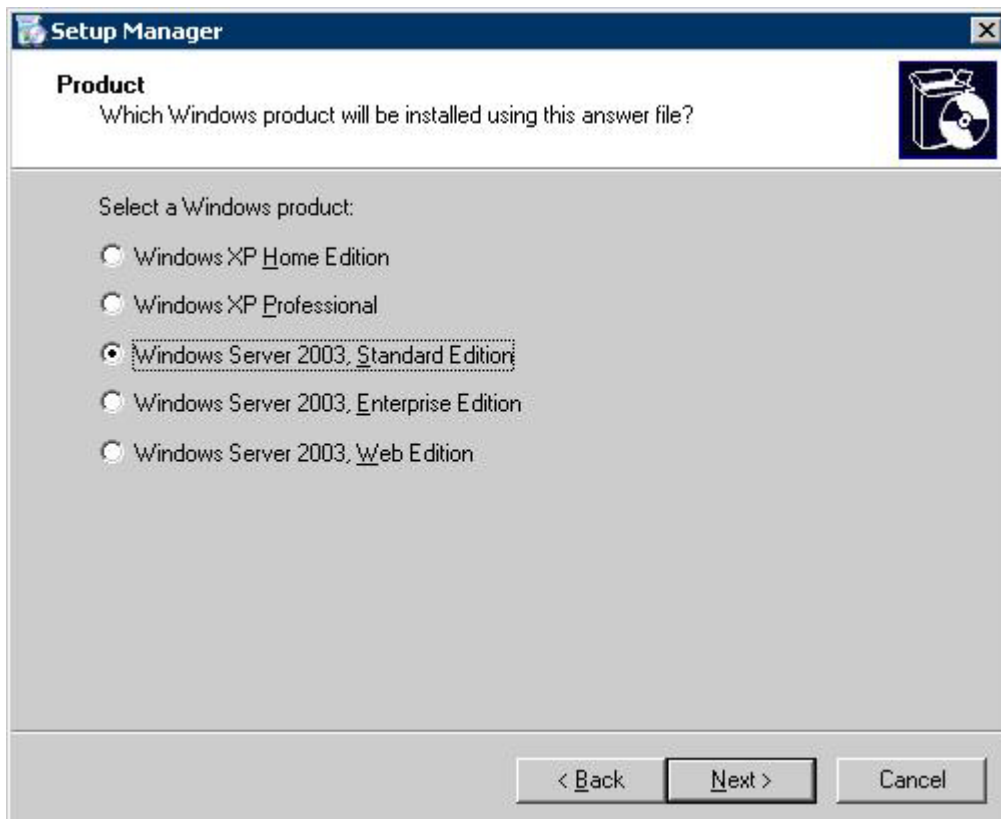 Setup Manager
Product
Which Windows product will be installed using this answer file?
Select a Windows product:
Windows XP Home Edition
Windows XP Professional
Windows Server 2003, Standard Edition
Windows Server 2003, Enterprise Edition
Windows Server 2003, Web Edition
< Back Next > Cancel